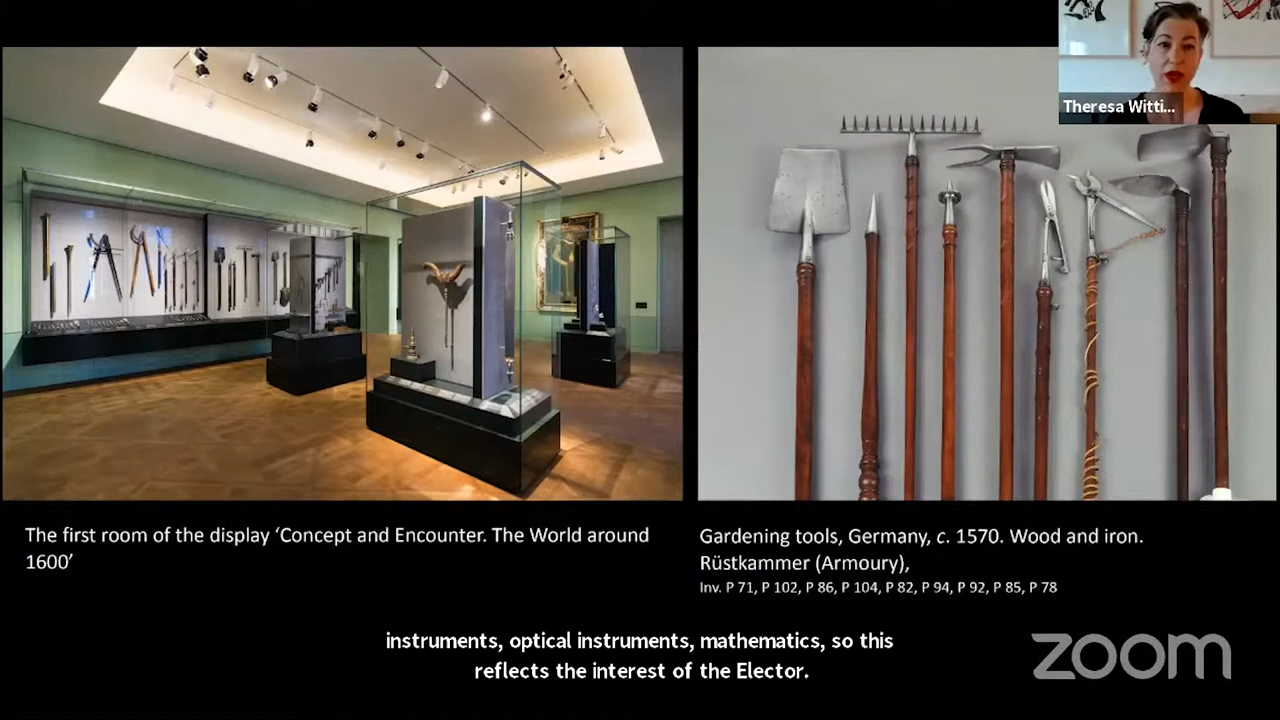 Theresa Witti...
The first room of the display ‘Concept and Encounter. The World around
1600’
Gardening tools, Germany, c. 1570. Wood and iron.
Rüstkammer (Armoury),
Inv. P 71, P 102, P 86, P 104, P 82, P 94, P 92, P 85, P 78
instruments, optical instruments, mathematics, so this
reflects the interest of the Elector.
zoom